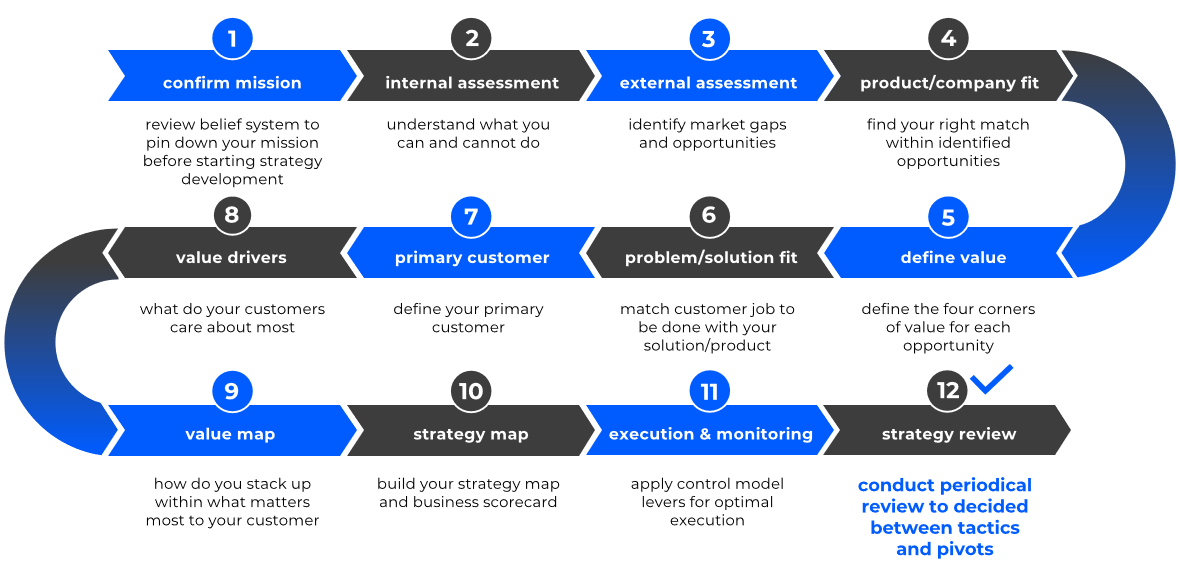 1
confirm mission
review belief system to
pin down your mission
before starting strategy
development
2
internal assessment
understand what you
can and cannot do
3
external assessment
identify market gaps
and opportunities
4
product/company fit
find your right match
within identified
opportunities
5
define value
define the four corners
of value for each
opportunity
6
problem/solution fit
match customer job to
be done with your
solution/product
7
primary customer
define your primary
customer
8
value drivers
what do your customers
care about most
9
value map
how do you stack up
within what matters
most to your customer
10
strategy map
build your strategy map
and business scorecard
11
execution & monitoring
apply control model
levers for optimal
execution
12
strategy review
conduct periodical
review to decided
between tactics
and pivots